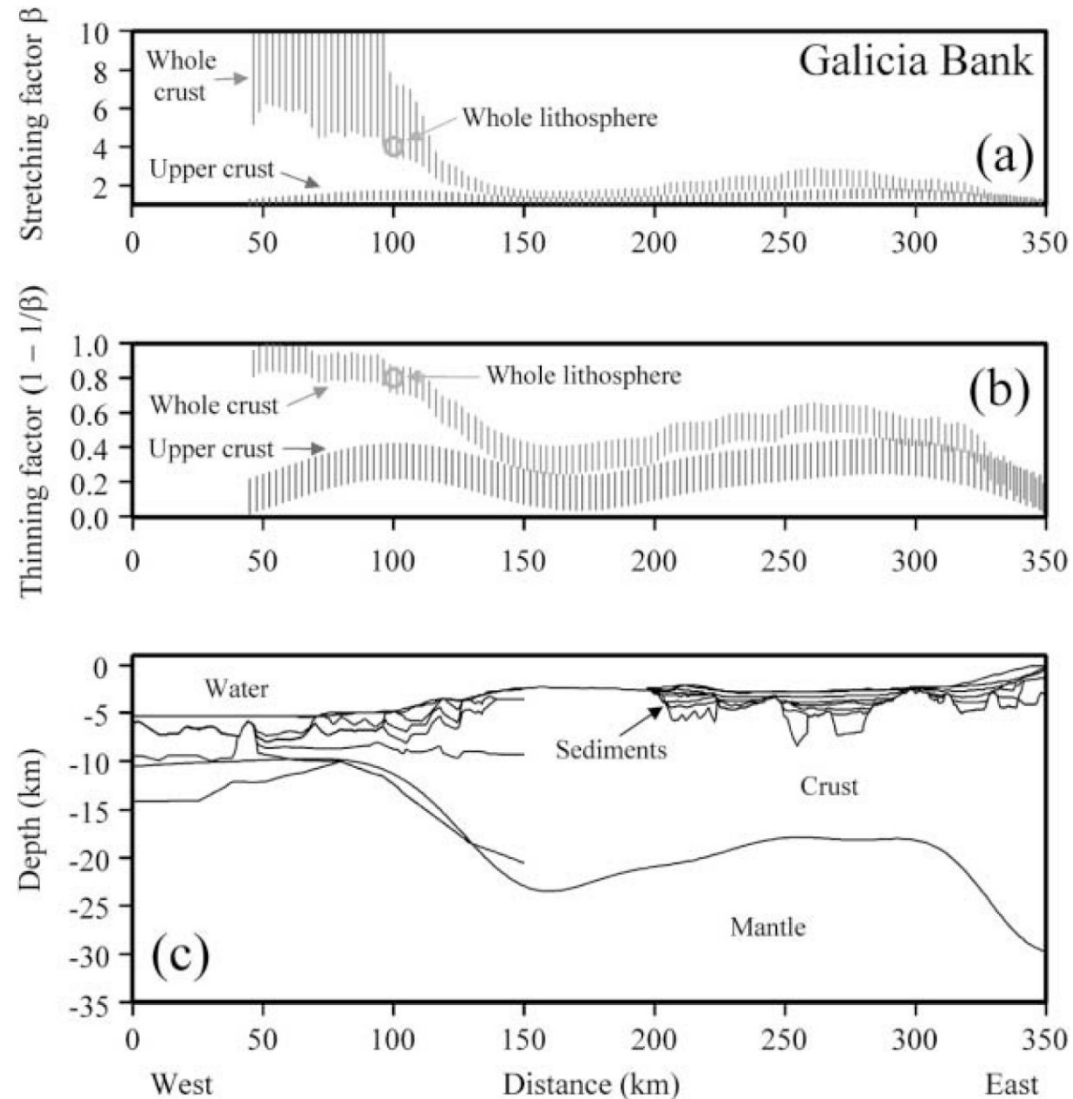 Stretching factor β
10
8
6
4
2
Whole
crust
Whole lithosphere
Upper crust
Galicia Bank
(a)
0 50 100 150 200 250 300 350
Thinning factor (1 − 1/β)
1.0
0.8
0.6
0.4
0.2
0.0
Whole lithosphere
Whole crust
Upper crust
(b)
0 50 100 150 200 250 300 350
Depth (km)
0
-5
-10
-15
-20
-25
-30
-35
Water
Sediments
Crust
Mantle
(c)
0 50 100 150 200 250 300 350
West Distance (km) East